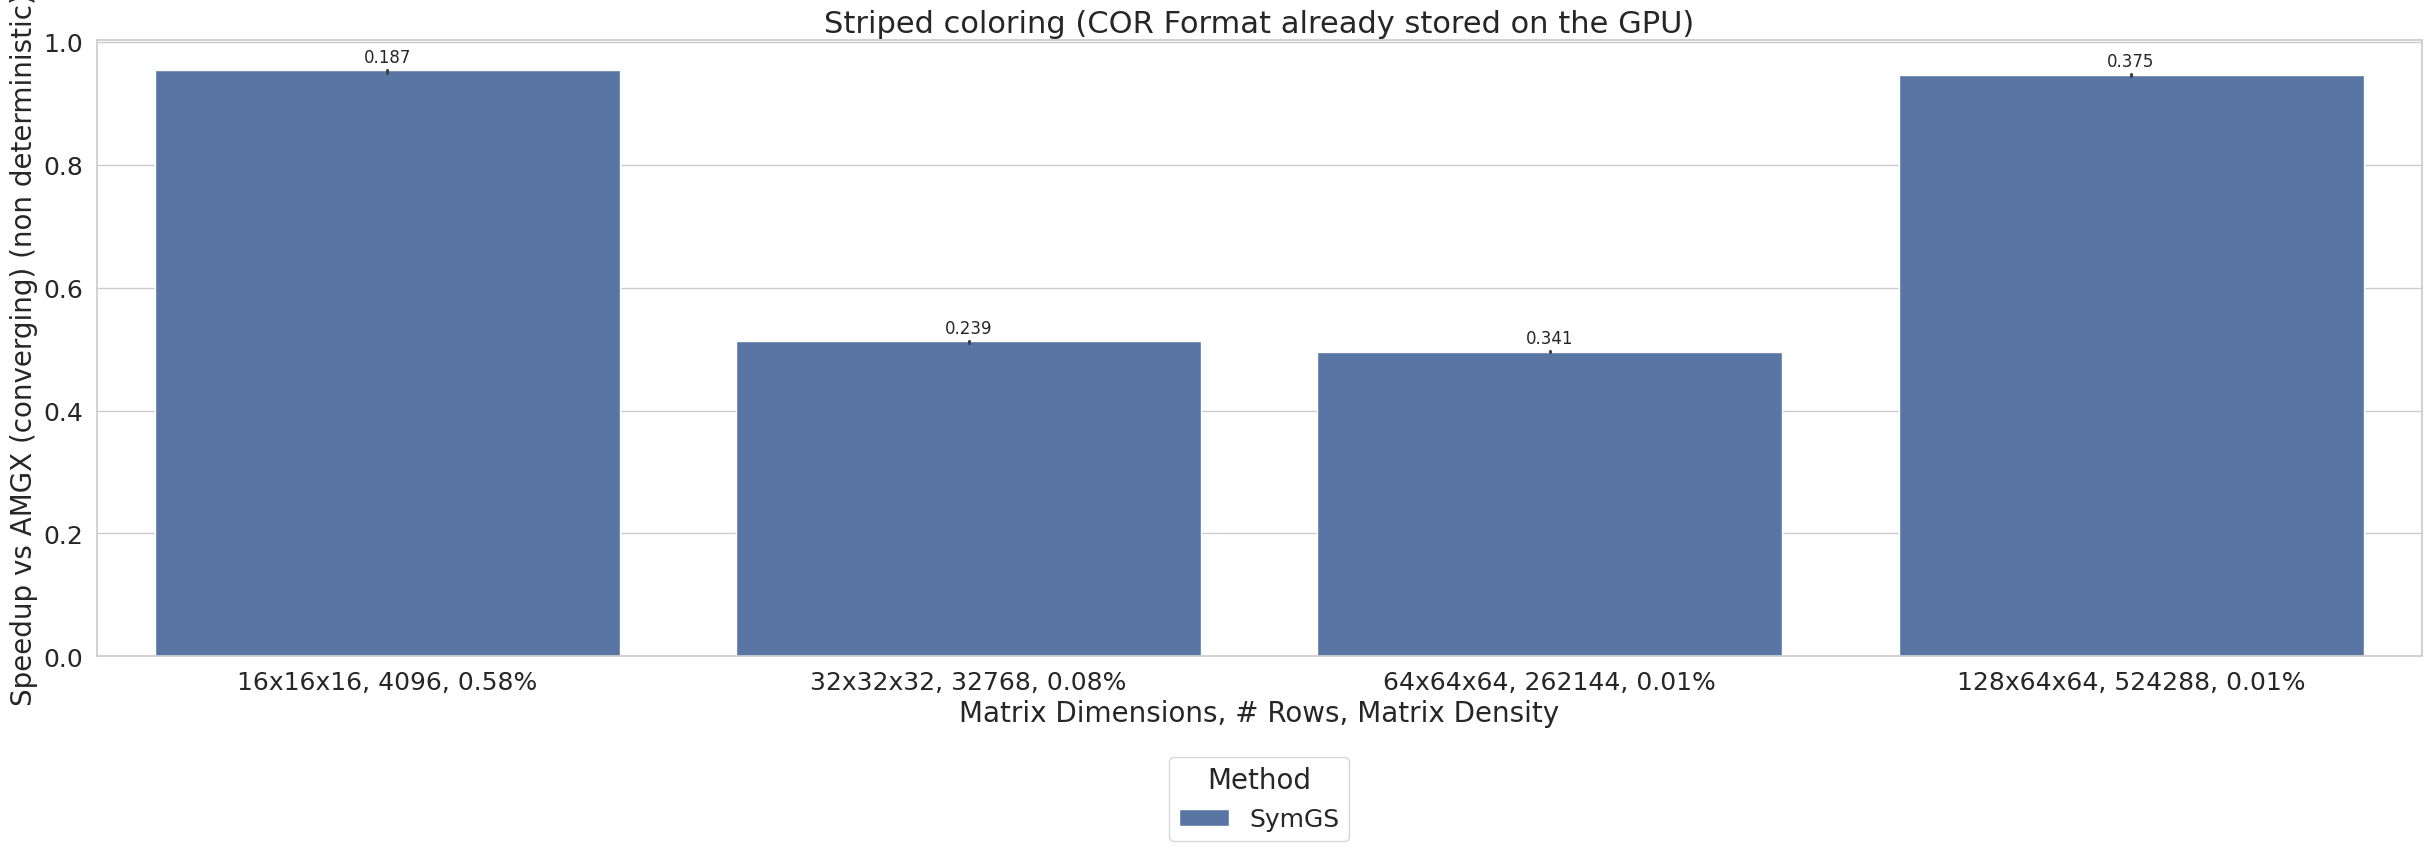 Striped coloring (COR Format already stored on the GPU)
Speedup vs AMGX (converging) (non deterministic)
1.0
0.8
0.6
0.4
0.2
0.0
0.187
0.239
0.341
0.375
16x16x16, 4096, 0.58%
32x32x32, 32768, 0.08%
64x64x64, 262144, 0.01%
128x64x64, 524288, 0.01%
Matrix Dimensions, # Rows, Matrix Density
Method
SymGS